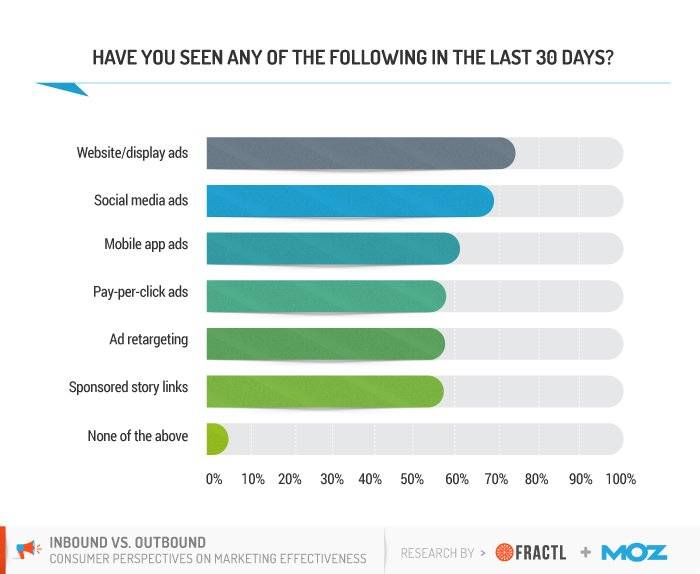 HAVE YOU SEEN ANY OF THE FOLLOWING IN THE LAST 30 DAYS?
Website/display ads
Social media ads
Mobile app ads
Pay-per-click ads
Ad retargeting
Sponsored story links
None of the above
0% 10% 20% 30% 40% 50% 60% 70% 80% 90% 100%
INBOUND VS. OUTBOUND
CONSUMER PERSPECTIVES ON MARKETING EFFECTIVENESS
RESEARCH BY > FRACTL + MOZ